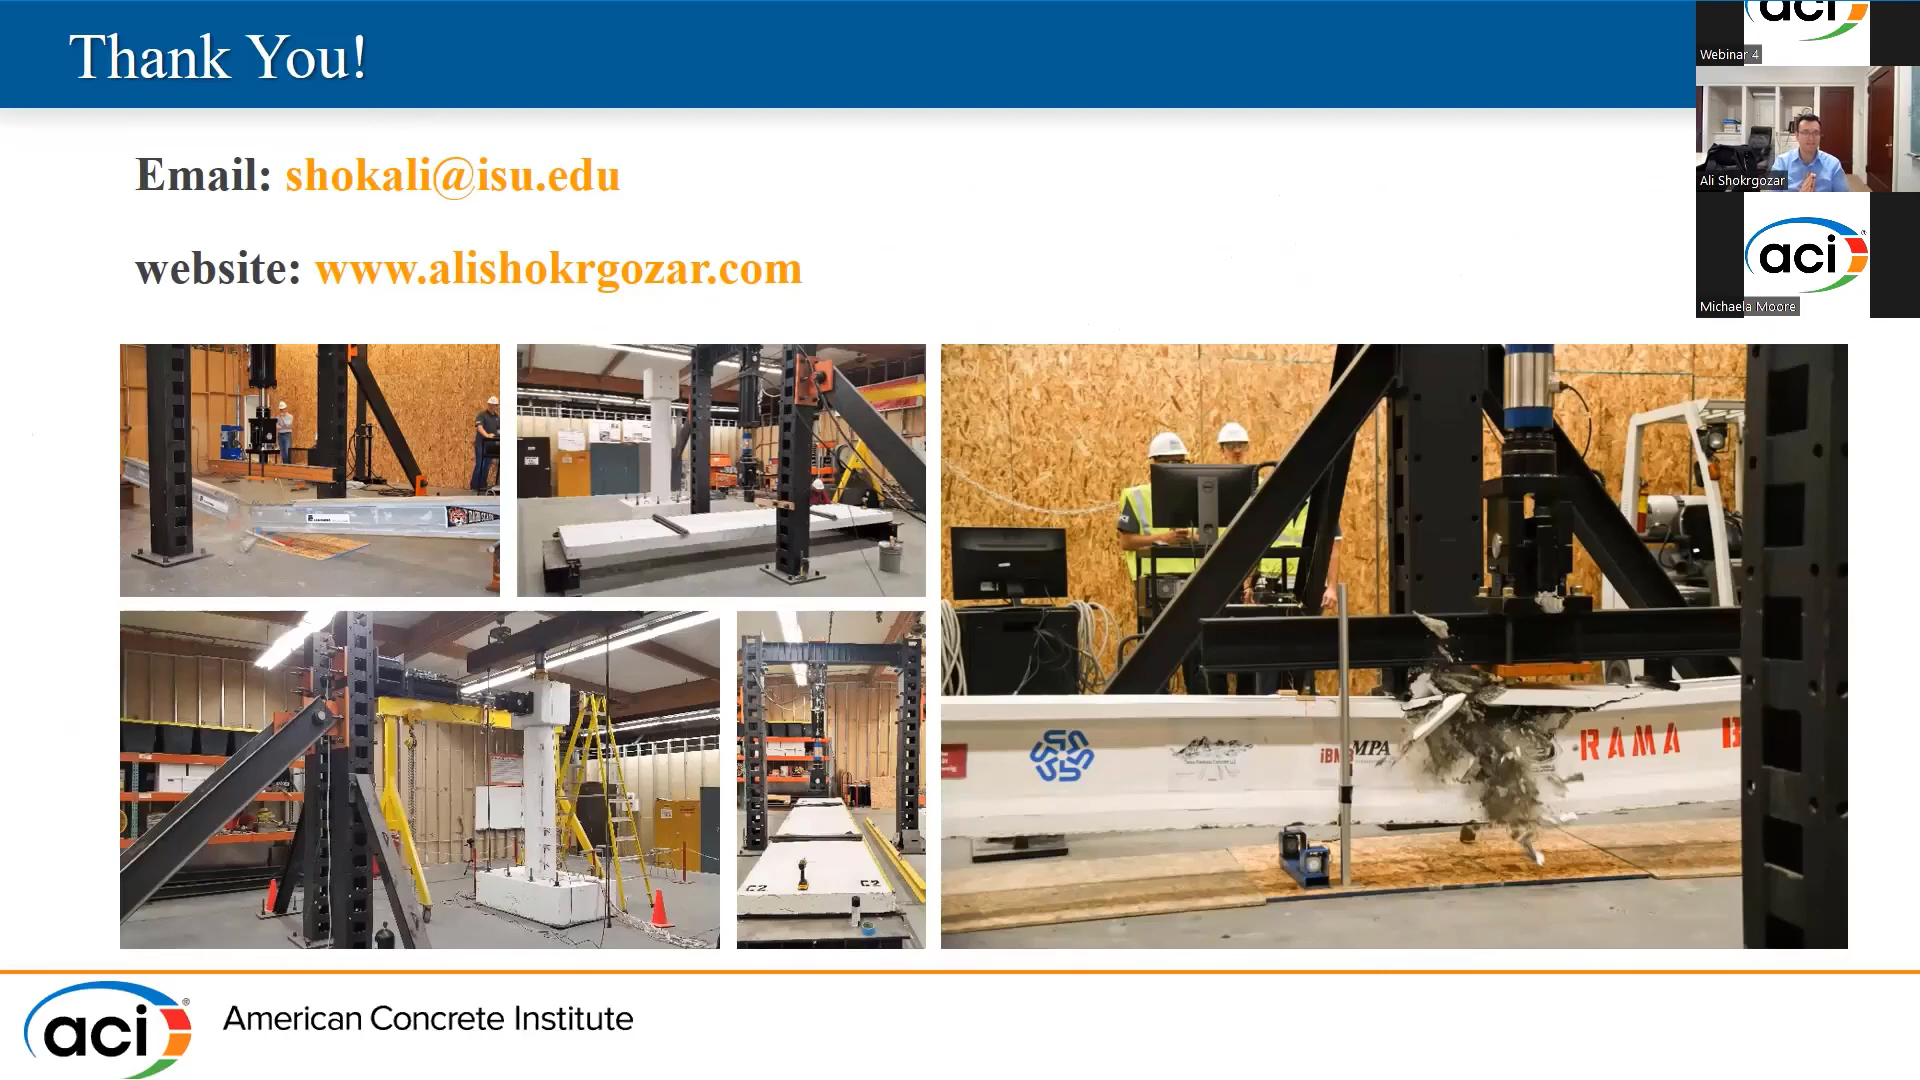 Thank You!
Email: shokali@isu.edu
website: www.alishokrgozar.com
aci
Webinar 4
Ali Shokrgozar
aci
Michaela Moore
iBM
MPA
RAMA B
C2
C2
aci
American Concrete Institute